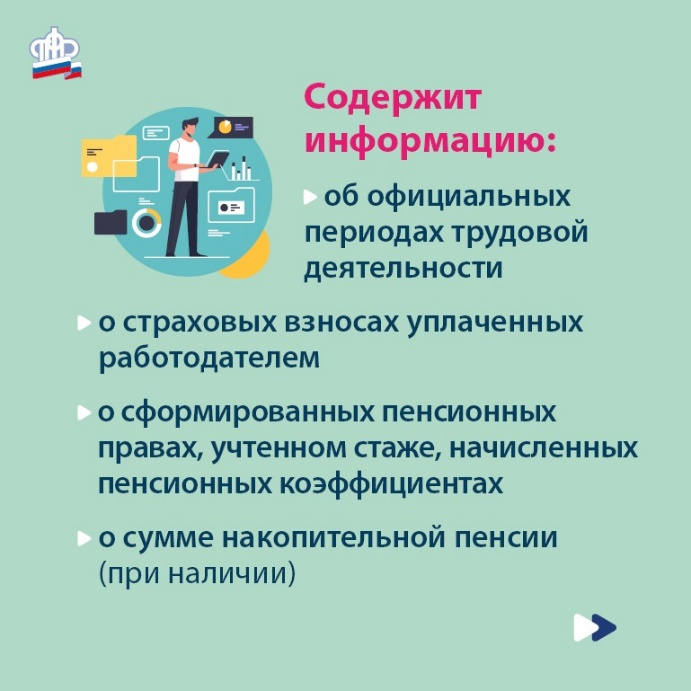 Содержит
информацию:
об официальных
периодах трудовой
деятельности
о страховых взносах уплаченных
работодателем
о сформированных пенсионных
правах, учтенном стаже, начисленных
пенсионных коэффициентах
о сумме накопительной пенсии
(при наличии)